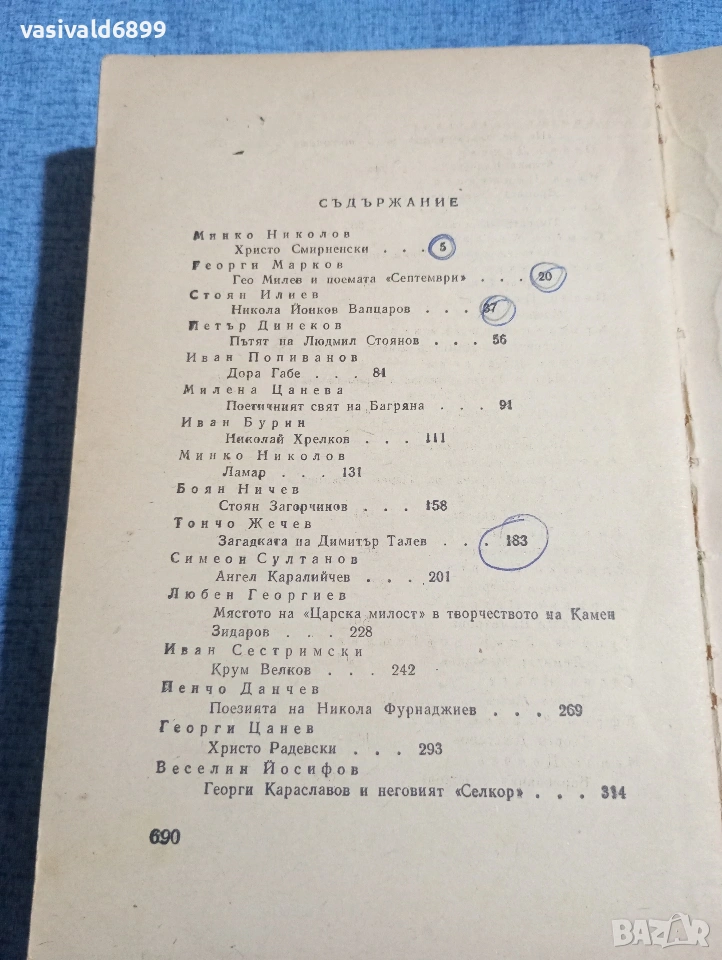 vasivald6899
СЪДЪРЖАНИЕ
Минко Николов
Христо Смирненски . . . 5
Георги Марков
Гео Милев и поемата «Септември» . . . 20
Стоян Илиев
Никола Йонков Вапцаров . . . 37
Петър Динеков
Пътят на Людмил Стоянов . . . 56
Иван Попиванов
Дора Габе . . . 81
Милена Цанева
Поетичният свят на Багряна . . . 91
Иван Бурин
Николай Хрелков . . . 111
Минко Николов
Ламар . . . 131
Боян Ничев
Стоян Загорчинов . . . 158
Тончо Жечев
Загадката на Димитър Талев . . . 183
Симеон Султанов
Ангел Каралийчев . . . 201
Любен Георгиев
Мястото на «Царска милост» в творчеството на Камен
Зидаров . . . 228
Иван Сестримски
Крум Велков . . . 242
Пенчо Данчев
Поезията на Никола Фурнаджиев . . . 269
Георги Цанев
Христо Радевски . . . 293
Веселин Йосифов
Георги Караславов и неговият «Селкор» . . . 314
690
BAZAR